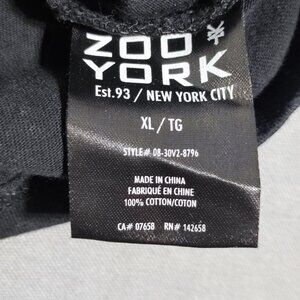 ZOO
YORK
Est.93 / NEW YORK CITY
XL / TG
STYLE# 08-30V2-8796
MADE IN CHINA
FABRIQUÉ EN CHINE
100% COTTON/COTON
CA# 07658 RN# 142658